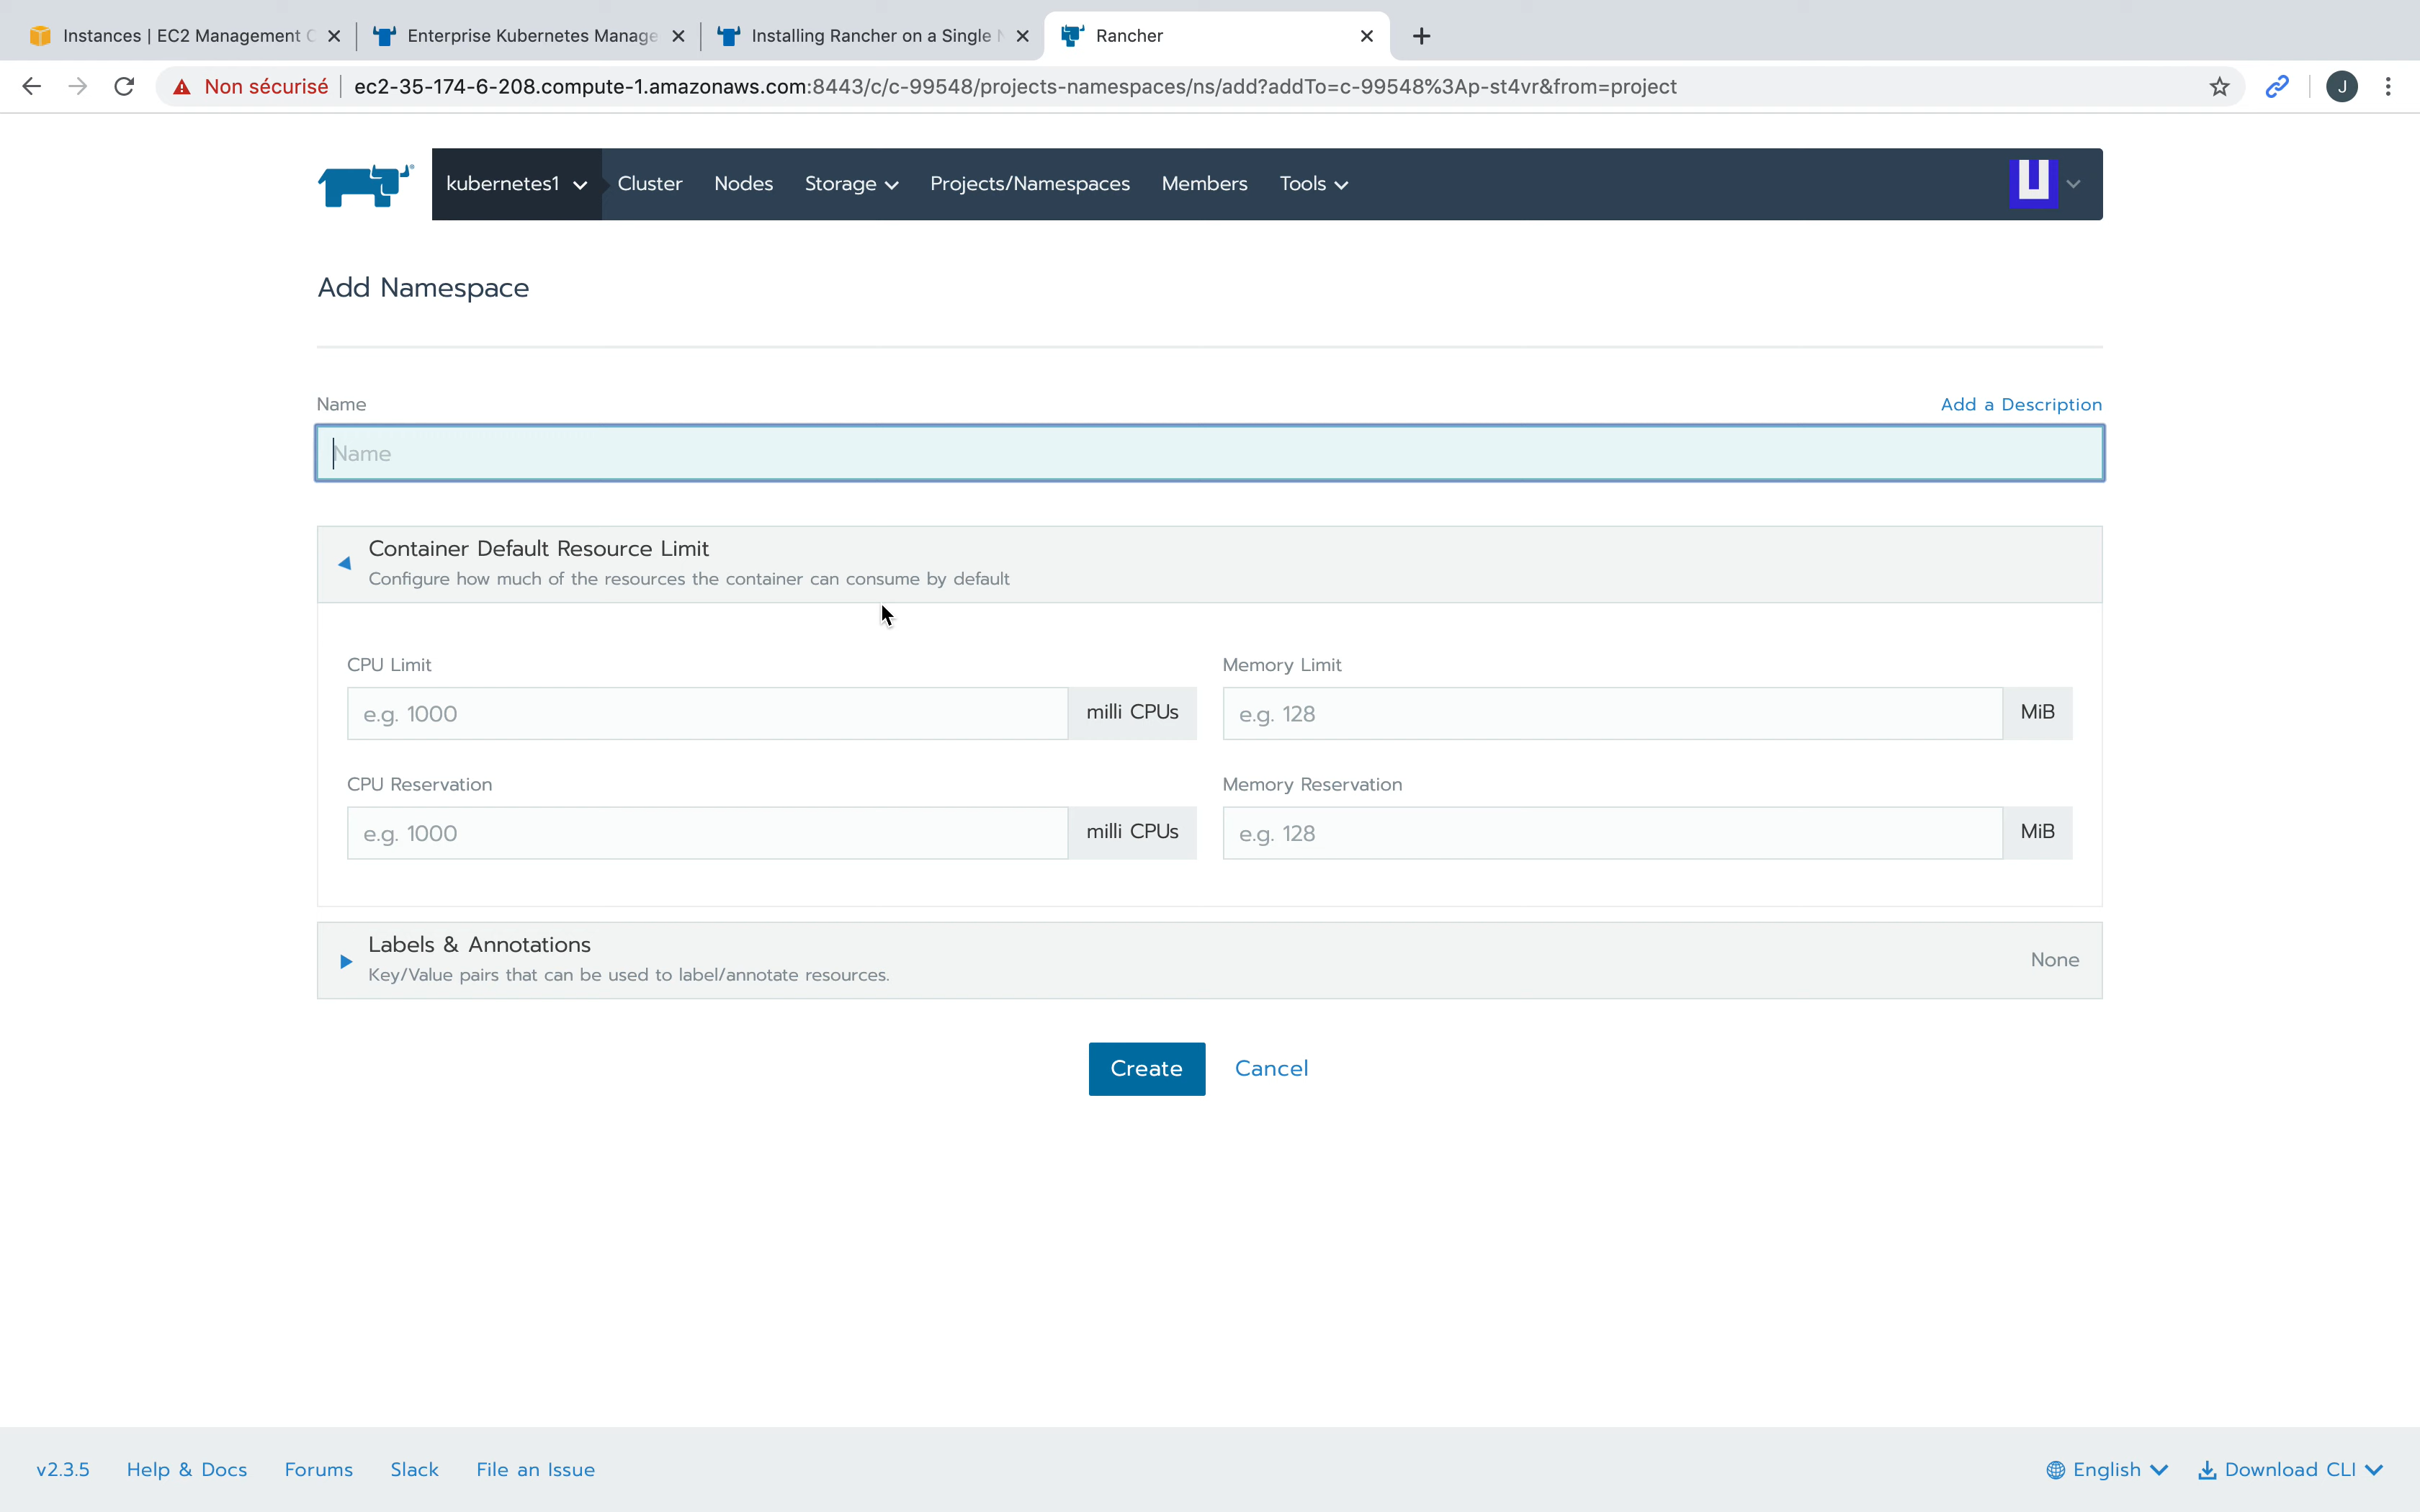 Instances | EC2 Management C
Enterprise Kubernetes Manage
Installing Rancher on a Single N
Rancher
Non sécurisé
ec2-35-174-6-208.compute-1.amazonaws.com:8443/c/c-99548/projects-namespaces/ns/add?addTo=c-99548%3Ap-st4vr&from=project
J
kubernetes1
Cluster
Nodes
Storage
Projects/Namespaces
Members
Tools
Add Namespace
Name
Add a Description
Name
Container Default Resource Limit
Configure how much of the resources the container can consume by default
CPU Limit
Memory Limit
e.g. 1000
milli CPUs
e.g. 128
MiB
CPU Reservation
Memory Reservation
e.g. 1000
milli CPUs
e.g. 128
MiB
Labels & Annotations
Key/Value pairs that can be used to label/annotate resources.
None
Create
Cancel
v2.3.5
Help & Docs
Forums
Slack
File an Issue
English
Download CLI